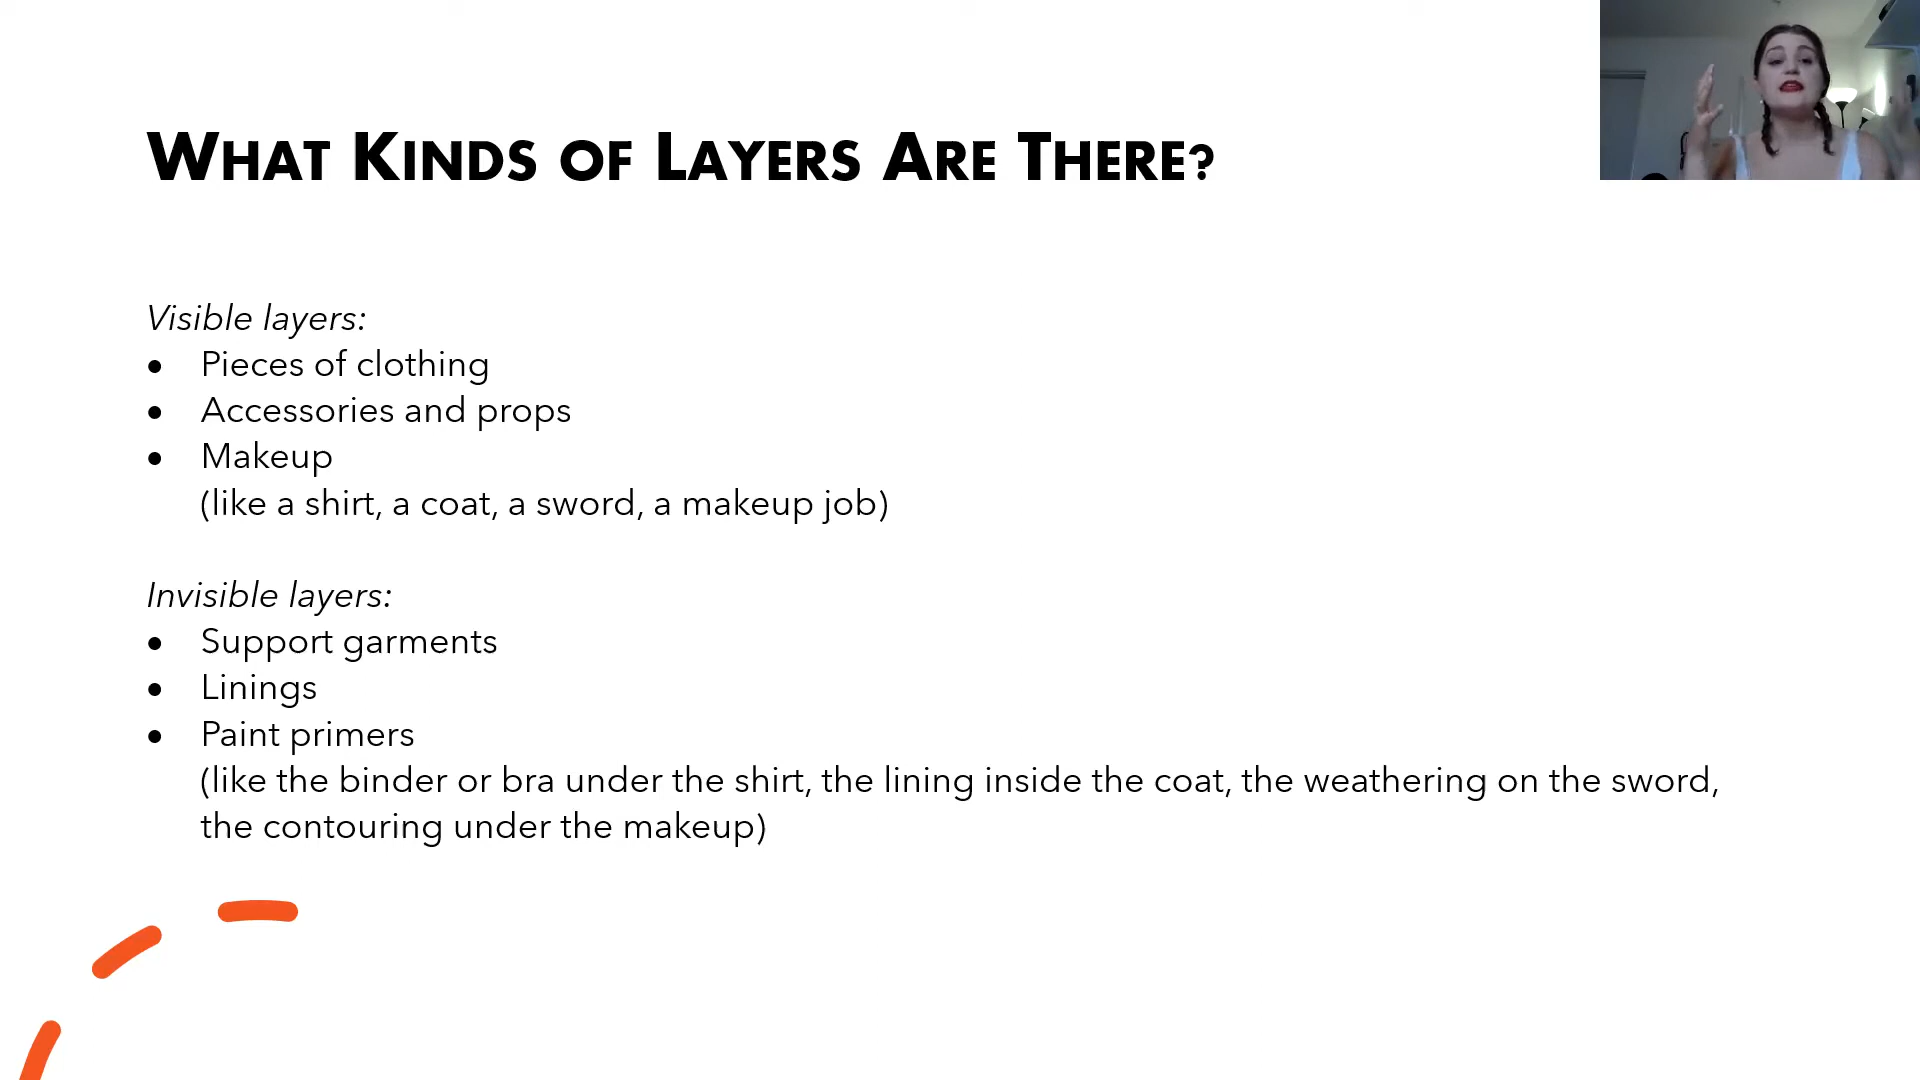 What Kinds of Layers Are There?
Visible layers:
• Pieces of clothing
• Accessories and props
• Makeup
(like a shirt, a coat, a sword, a makeup job)
Invisible layers:
• Support garments
• Linings
• Paint primers
(like the binder or bra under the shirt, the lining inside the coat, the weathering on the sword,
the contouring under the makeup)